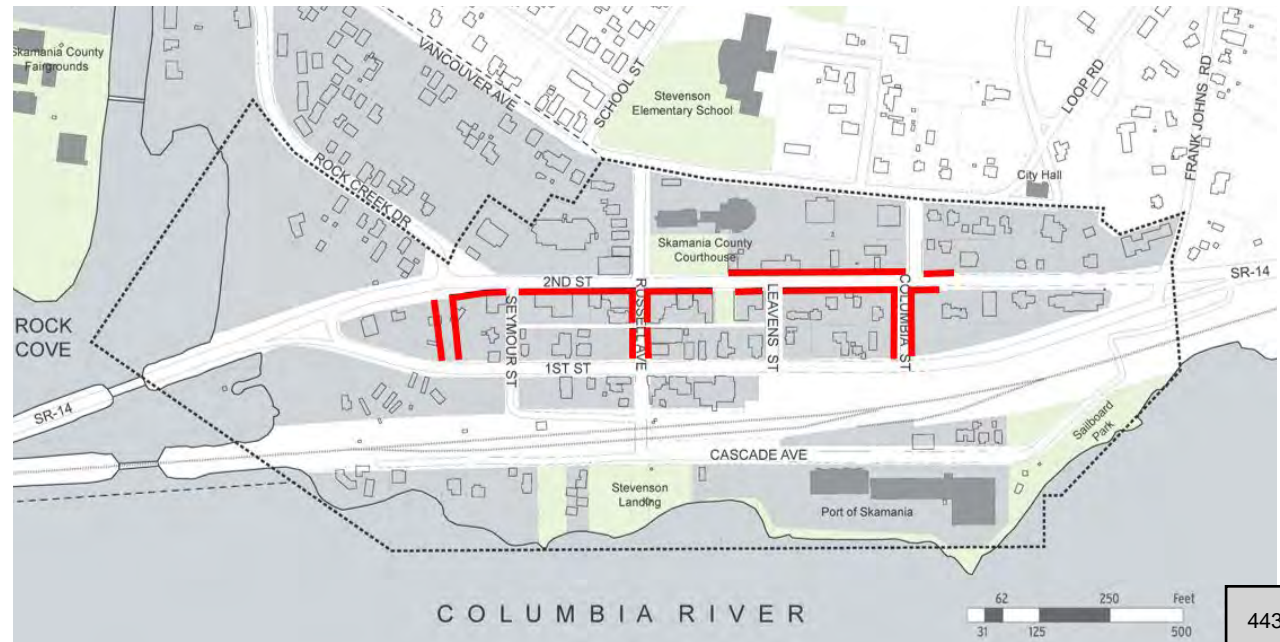 Skamania County
Fairgrounds
VANCOUVER AVE
SCHOOL ST
Stevenson
Elementary School
LOOP RD
FRANK JOHNS RD
ROCK CREEK DR
City Hall
Skamania County
Courthouse
2ND ST
SR-14
ROCK
COVE
SEYMOUR ST
RUSSELL AVE
LEAVENS ST
COLUMBIA ST
1ST ST
SR-14
CASCADE AVE
Sailboard
Park
Stevenson
Landing
Port of Skamania
COLUMBIA RIVER
62 250 Feet
31 125 500
443